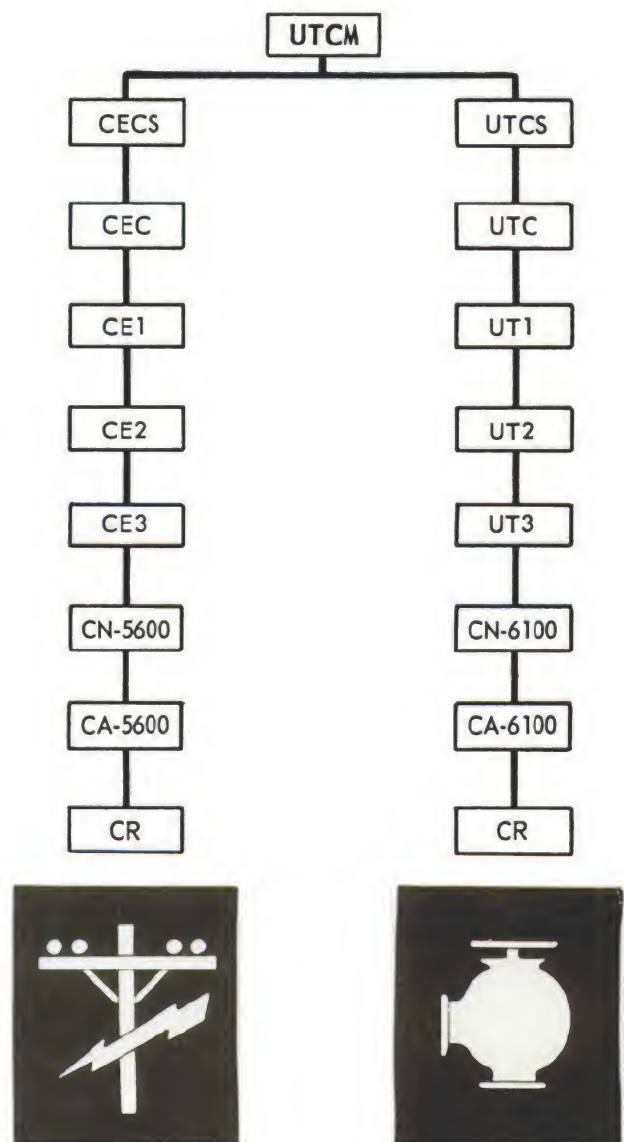 UTCM
CECS UTCS
CEC UTC
CE1 UT1
CE2 UT2
CE3 UT3
CN-5600 CN-6100
CA-5600 CA-6100
CR CR